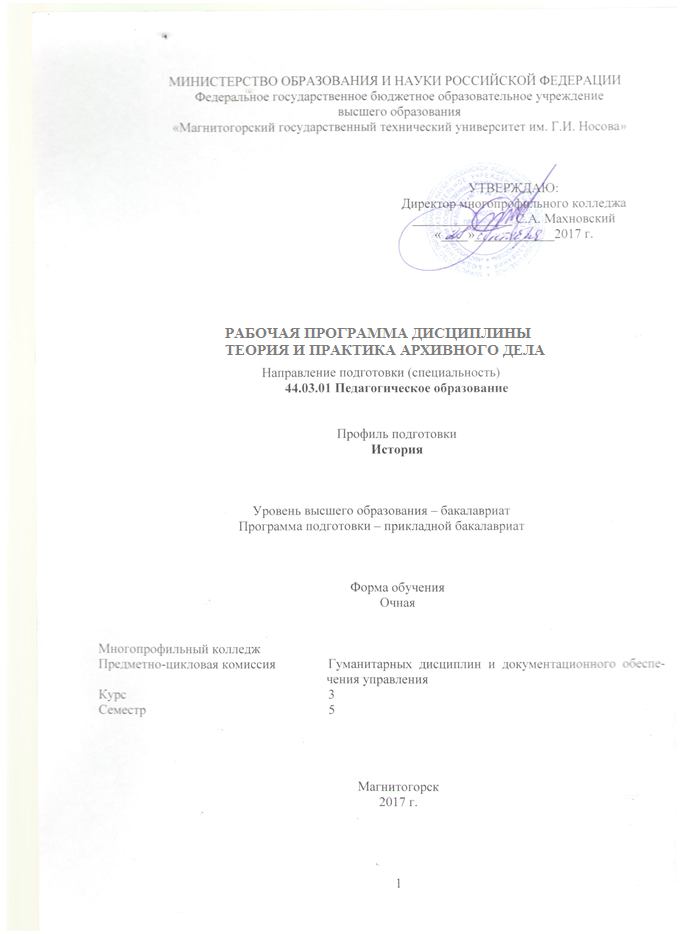 МИНИСТЕРСТВО ОБРАЗОВАНИЯ И НАУКИ РОССИЙСКОЙ ФЕДЕРАЦИИ
Федеральное государственное бюджетное образовательное учреждение
высшего образования
«Магнитогорский государственный технический университет им. Г.И. Носова»
УТВЕРЖДАЮ:
Директор многопрофильного колледжа
С.А. Махновский
« » сентября 2017 г.
РАБОЧАЯ ПРОГРАММА ДИСЦИПЛИНЫ
ТЕОРИЯ И ПРАКТИКА АРХИВНОГО ДЕЛА
Направление подготовки (специальность)
44.03.01 Педагогическое образование
Профиль подготовки
История
Уровень высшего образования – бакалавриат
Программа подготовки – прикладной бакалавриат
Форма обучения
Очная
Многопрофильный колледж
Предметно-цикловая комиссия Гуманитарных дисциплин и документационного обеспе-
чения управления
Курс 3
Семестр 5
Магнитогорск
2017 г.
1